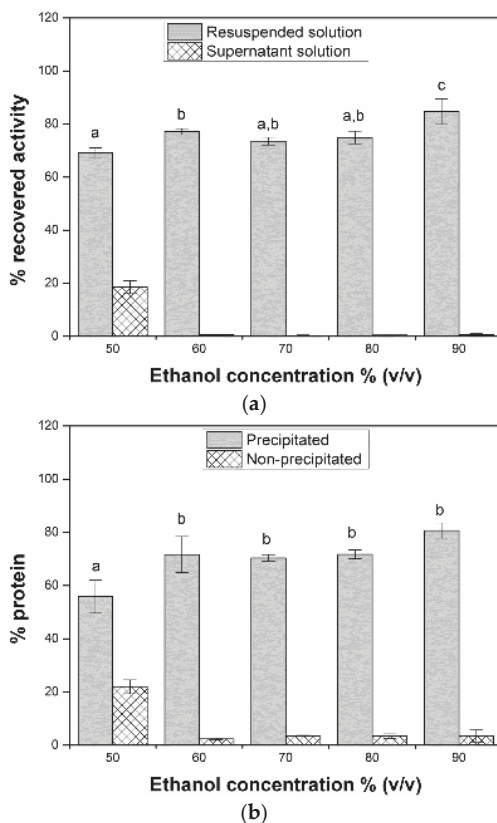 120
100
80
60
40
20
0
% recovered activity
Resuspended solution
Supernatant solution
a
b
a,b
a,b
c
50
60
70
80
90
Ethanol concentration % (v/v)
(a)
120
100
80
60
40
20
0
% protein
Precipitated
Non-precipitated
a
b
b
b
b
50
60
70
80
90
Ethanol concentration % (v/v)
(b)